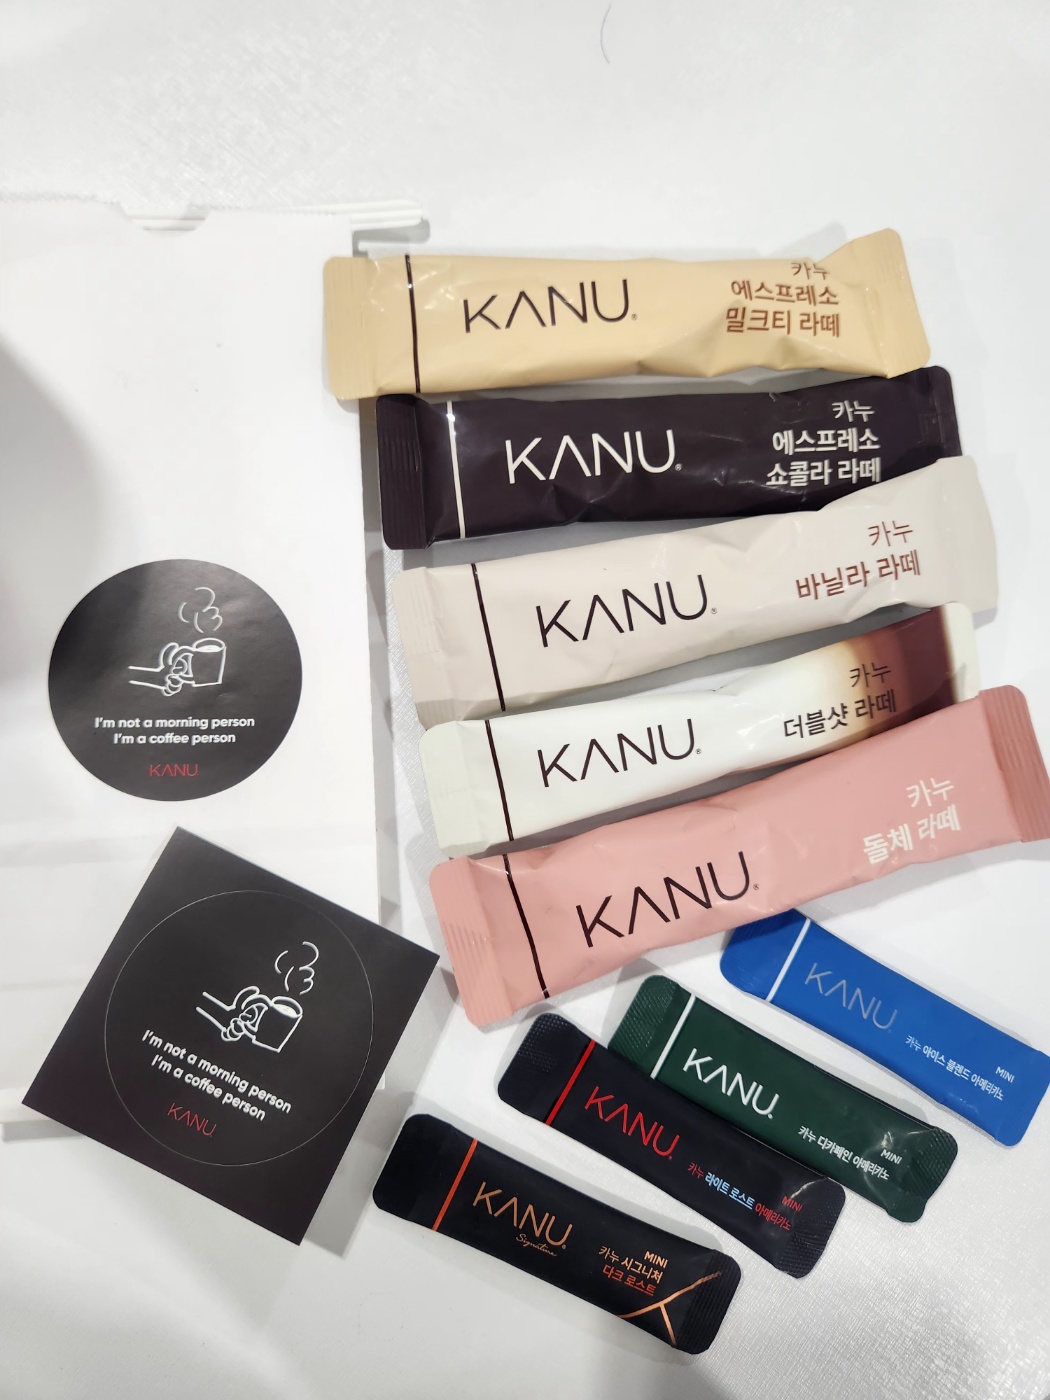 KANU
카누
에스프레소
밀크티 라떼
KANU
카누
에스프레소
쇼콜라 라떼
KANU
카누
바닐라 라떼
KANU
카누
더블샷 라떼
KANU
카누
돌체 라떼
I'm not a morning person
I'm a coffee person
KANU
I'm not a morning person
I'm a coffee person
KANU
KANU
MINI
카누 아이스 블렌드 아메리카노
KANU
MINI
카누 디카페인 아메리카노
KANU
MINI
카누 라이트 로스트 아메리카노
KANU
Signature
MINI
카누 시그니처
다크 로스트